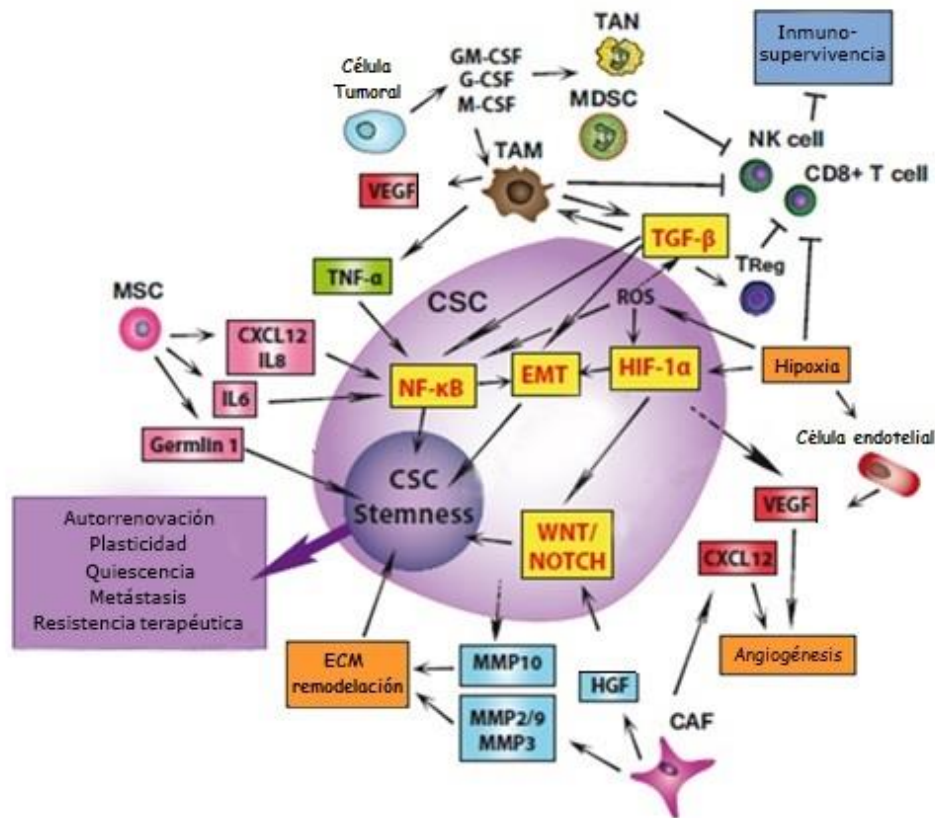 TAN
Inmuno-
supervivencia
Célula
Tumoral
GM-CSF
G-CSF
M-CSF
MDSC
NK cell
CD8+ T cell
TAM
VEGF
TGF-β
TReg
TNF-α
CSC
ROS
MSC
CXCL12
IL8
NF-κB
EMT
HIF-1α
Hipoxia
IL6
Germlin 1
Célula endotelial
CSC
Stemness
VEGF
WNT/
NOTCH
CXCL12
Autorrenovación
Plasticidad
Quiescencia
Metástasis
Resistencia terapéutica
ECM
remodelación
MMP10
HGF
Angiogénesis
MMP2/9
MMP3
CAF